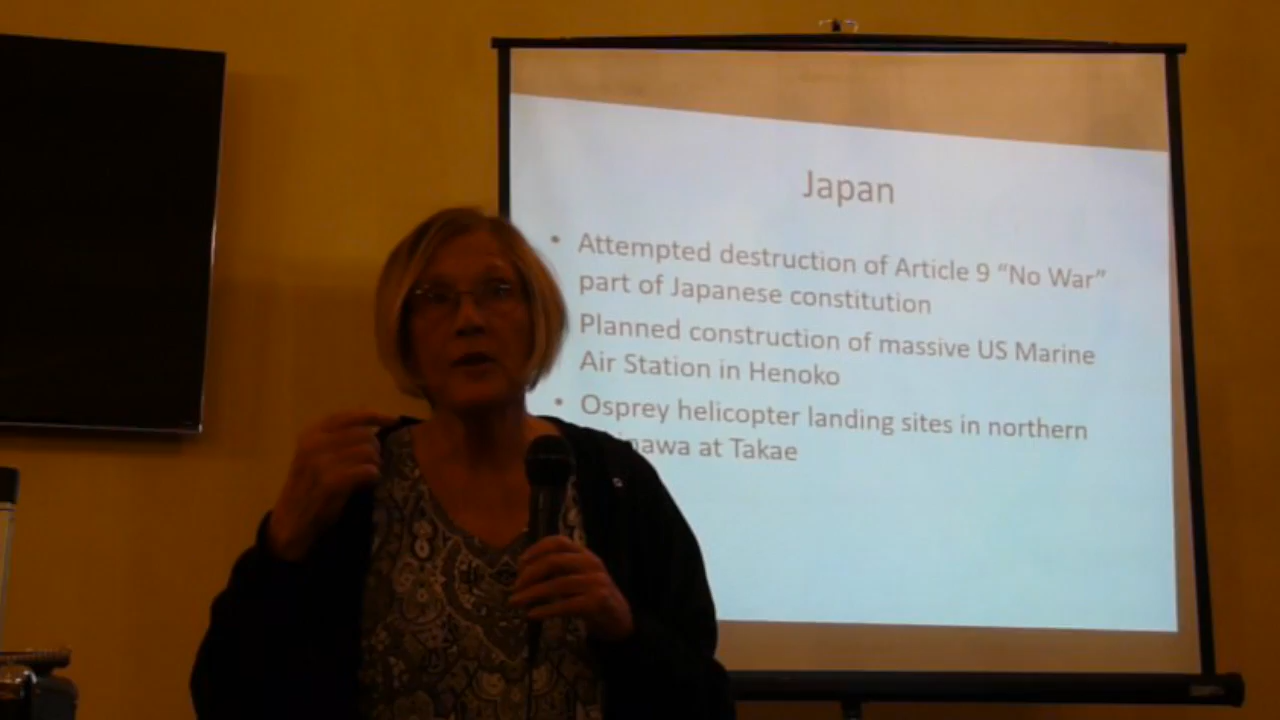 Japan
• Attempted destruction of Article 9 “No War”
part of Japanese constitution
Planned construction of massive US Marine
Air Station in Henoko
• Osprey helicopter landing sites in northern
at Takae